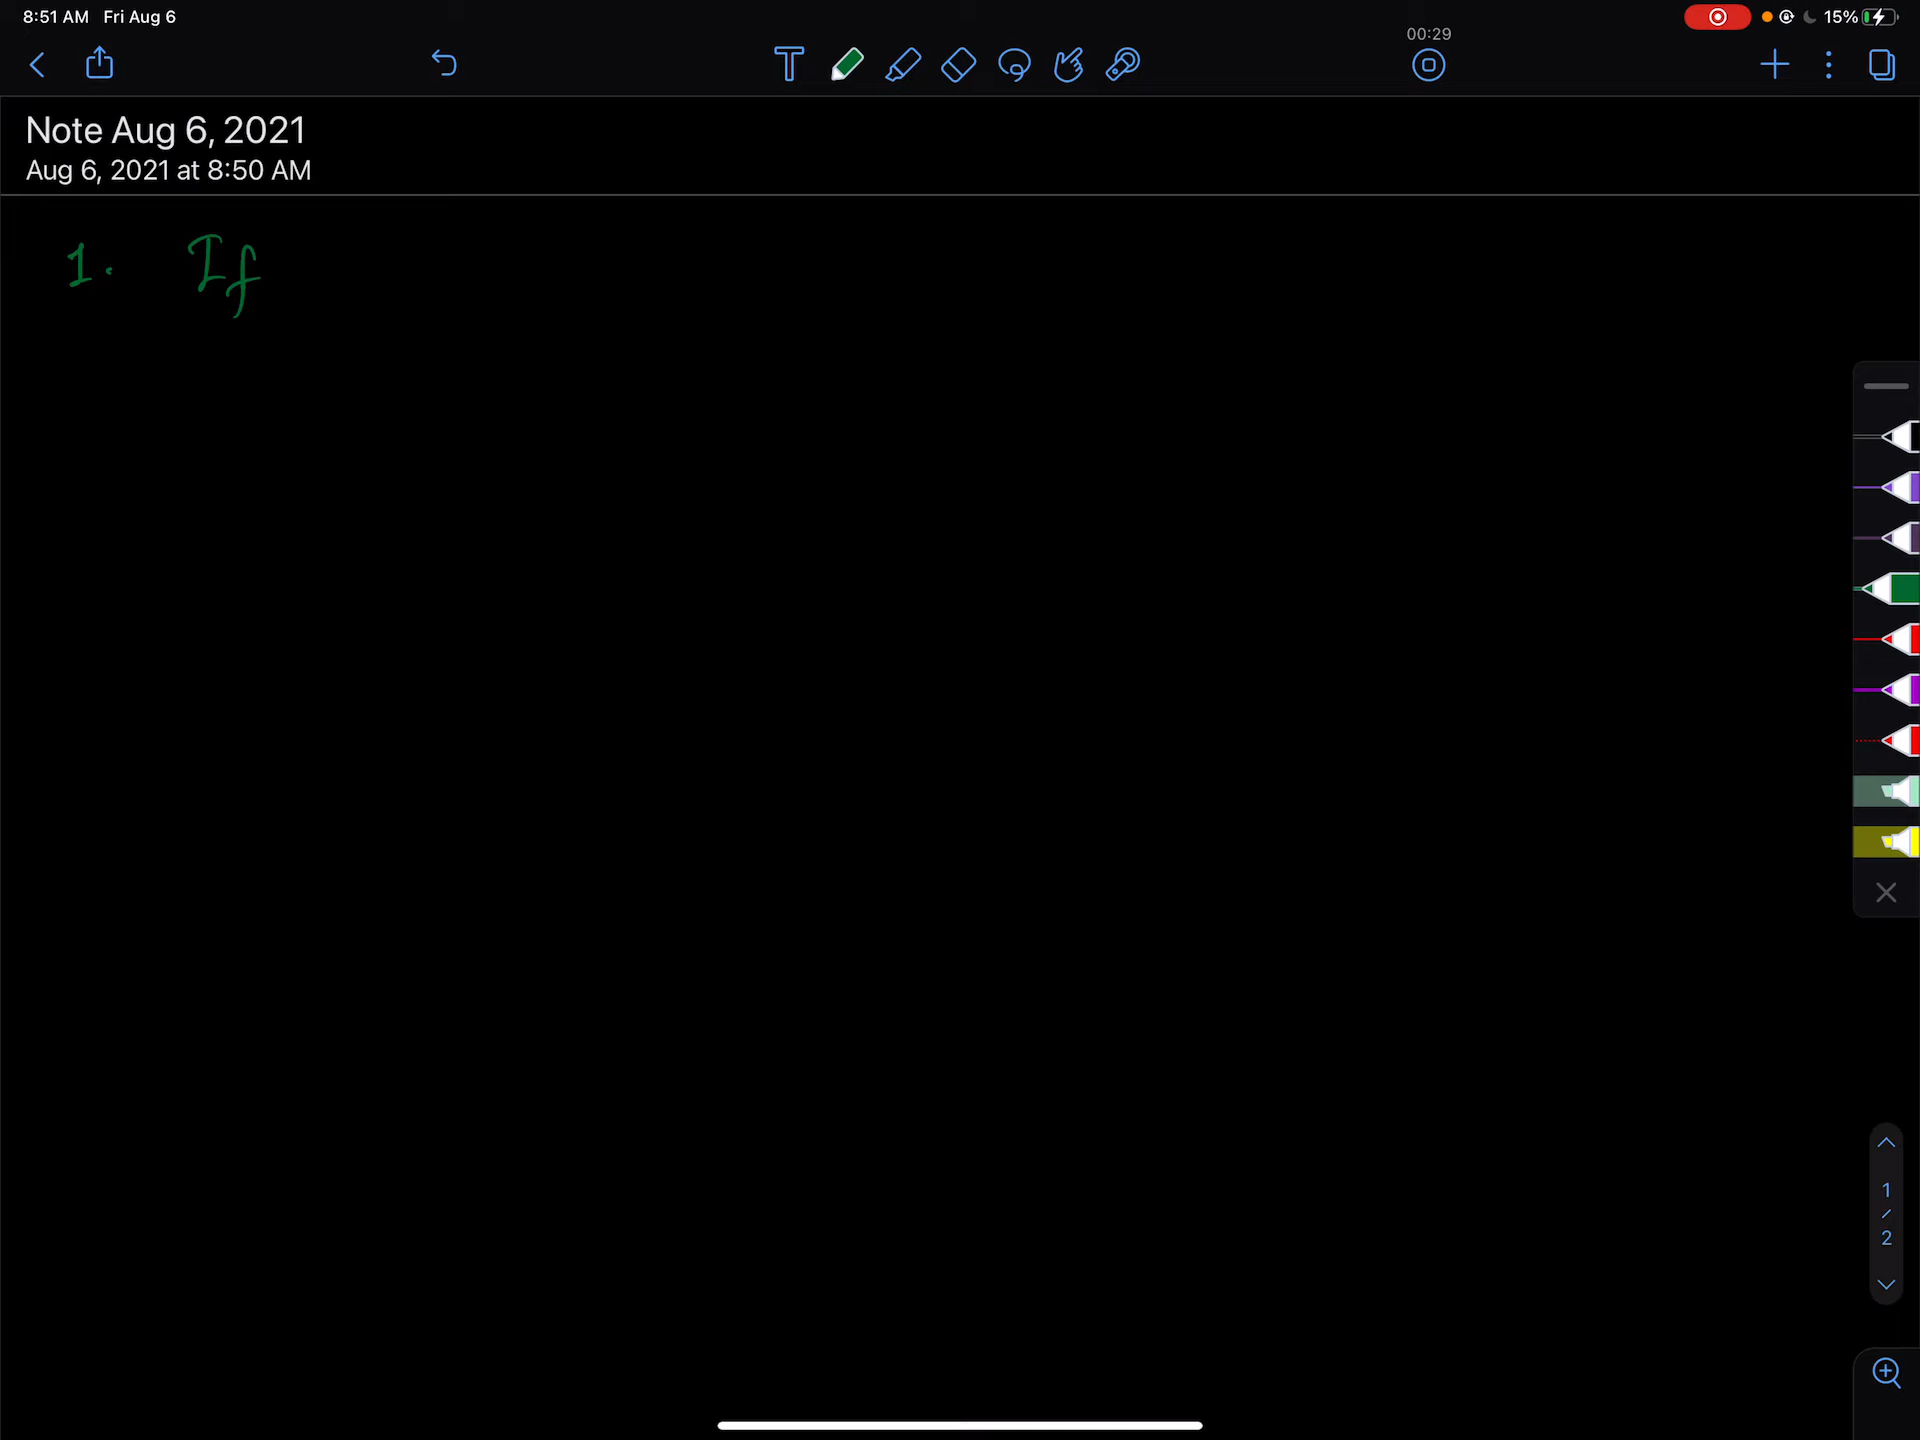 8:51 AM Fri Aug 6
15%
00:29
T
Note Aug 6, 2021
Aug 6, 2021 at 8:50 AM
1. If
1
/
2